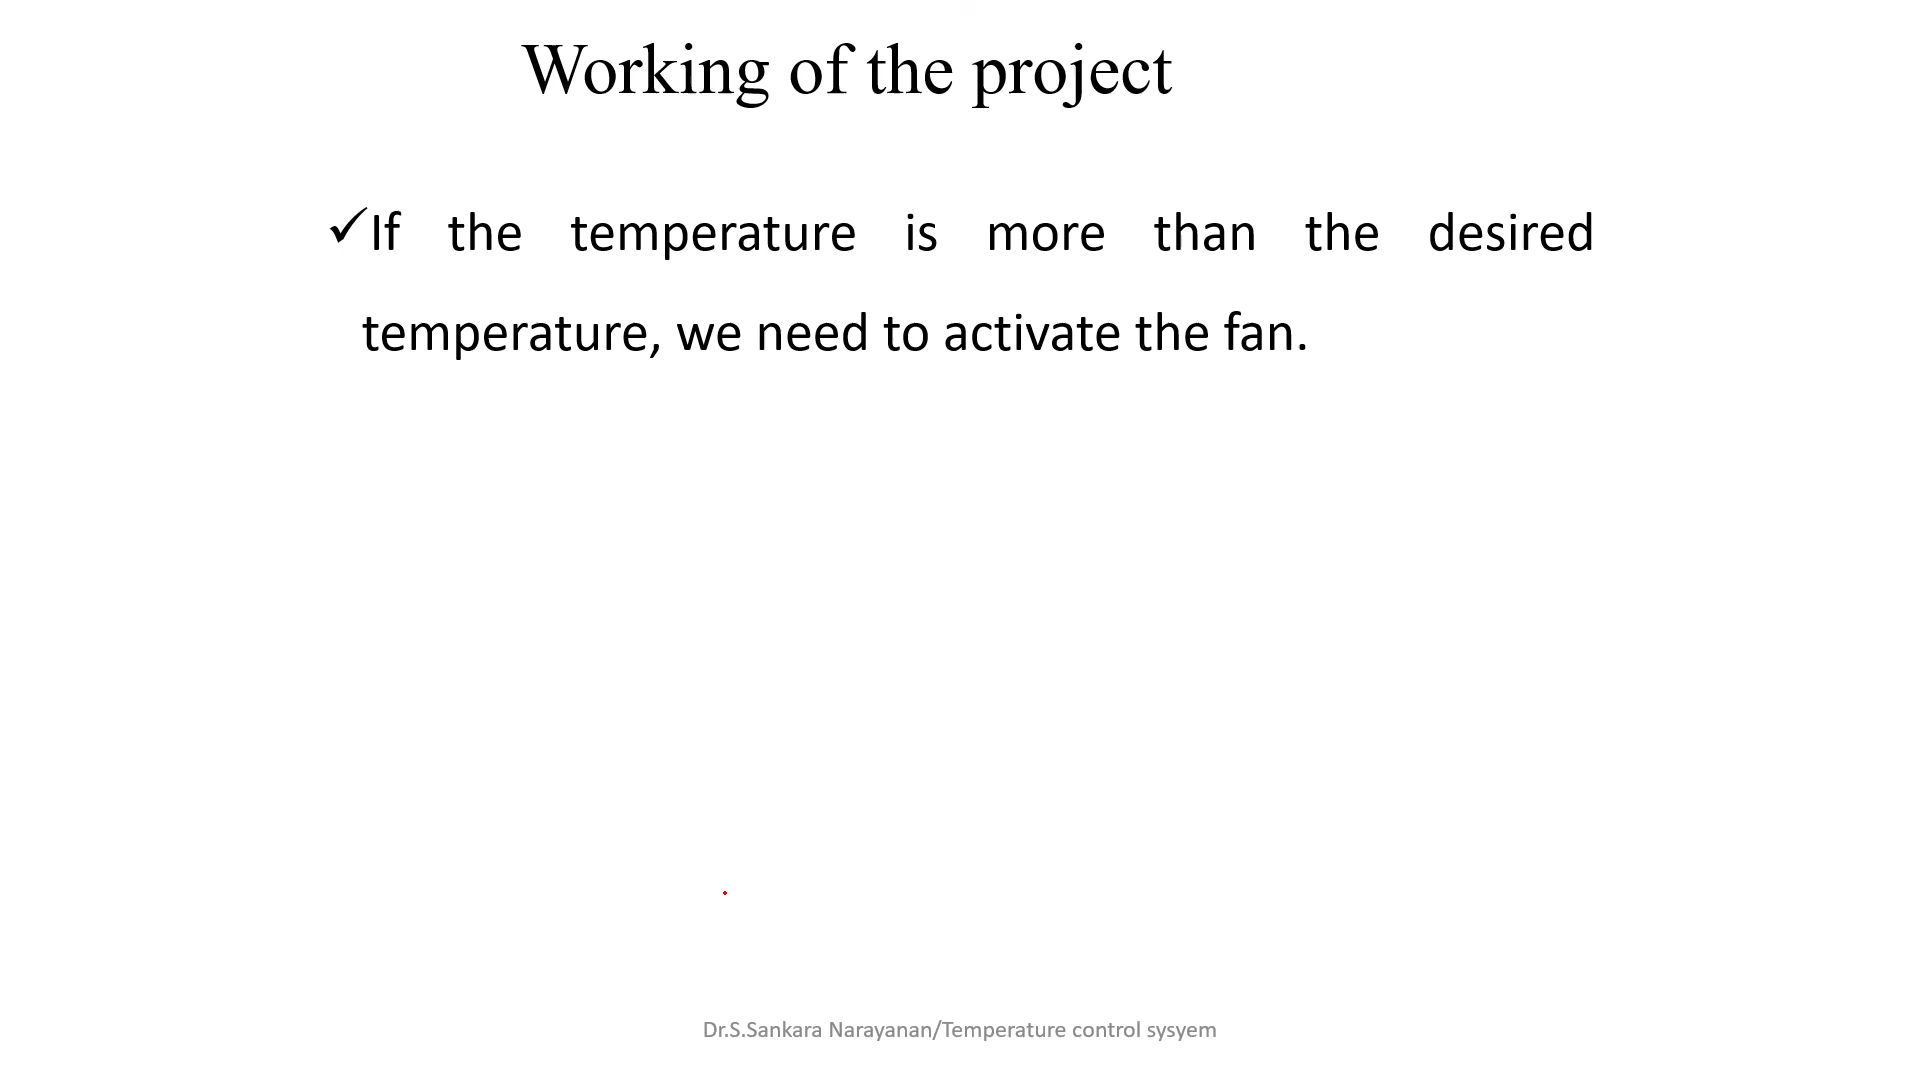 Working of the project
✓If the temperature is more than the desired
temperature, we need to activate the fan.
Dr.S.Sankara Narayanan/Temperature control sysyem